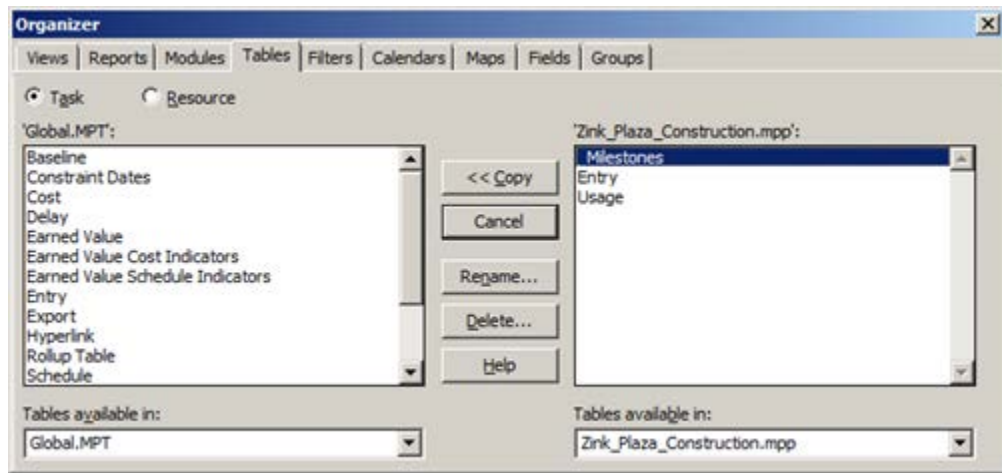 Organizer
Views Reports Modules Tables Filters Calendars Maps Fields Groups
Task Resource
'Global.MPT': 'Zink_Plaza_Construction.mpp':
Baseline
Constraint Dates
Cost
Delay
Earned Value
Earned Value Cost Indicators
Earned Value Schedule Indicators
Entry
Export
Hyperlink
Rollup Table
Schedule
<< Copy
Cancel
Rename...
Delete...
Help
Milestones
Entry
Usage
Tables available in: Tables available in:
Global.MPT Zink_Plaza_Construction.mpp